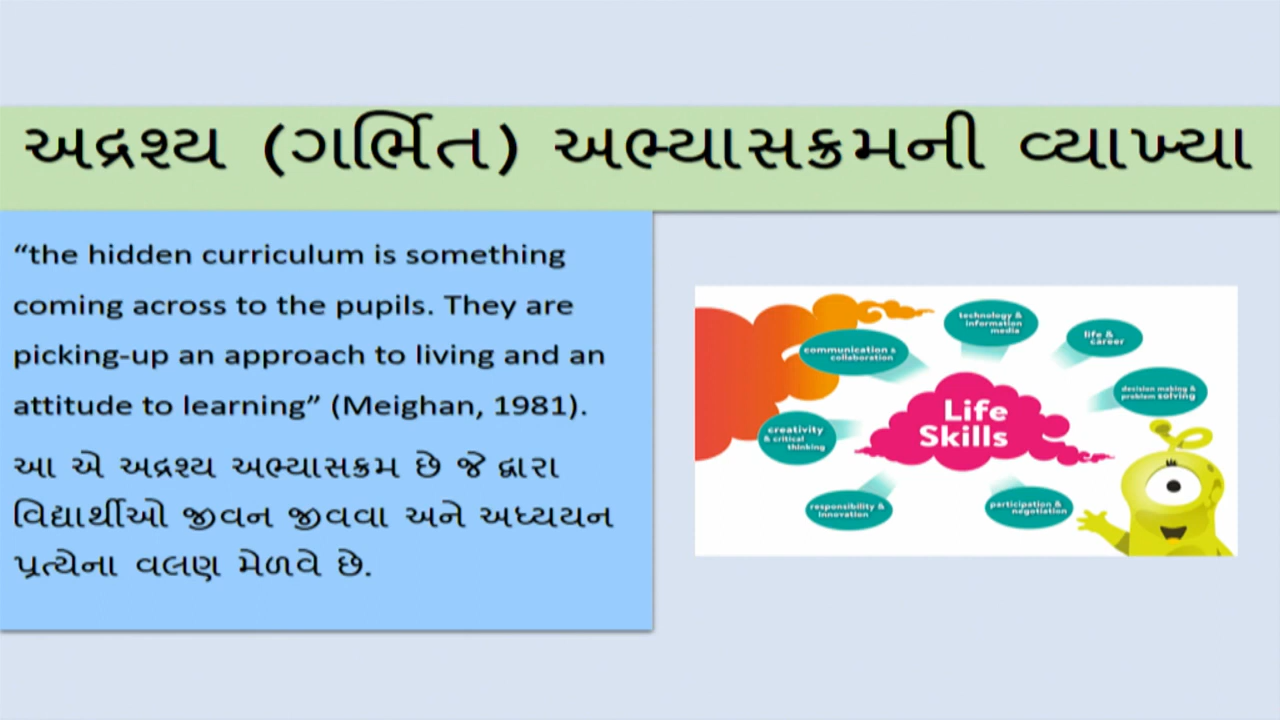 અદ્રશ્ય (ગર્ભિત) અભ્યાસક્રમની વ્યાખ્યા
“the hidden curriculum is something
coming across to the pupils. They are
picking-up an approach to living and an
attitude to learning” (Meighan, 1981).
આ એ અદ્રશ્ય અભ્યાસક્રમ છે જે દ્વારા
વિદ્યાર્થીઓ જીવન જીવવા અને અધ્યયન
પ્રત્યેના વલણ મેળવે છે.
technology &
information
media
communication &
collaboration
life &
career
decision making &
problem solving
Life
Skills
creativity
& critical
thinking
responsibility &
innovation
participation &
negotiation